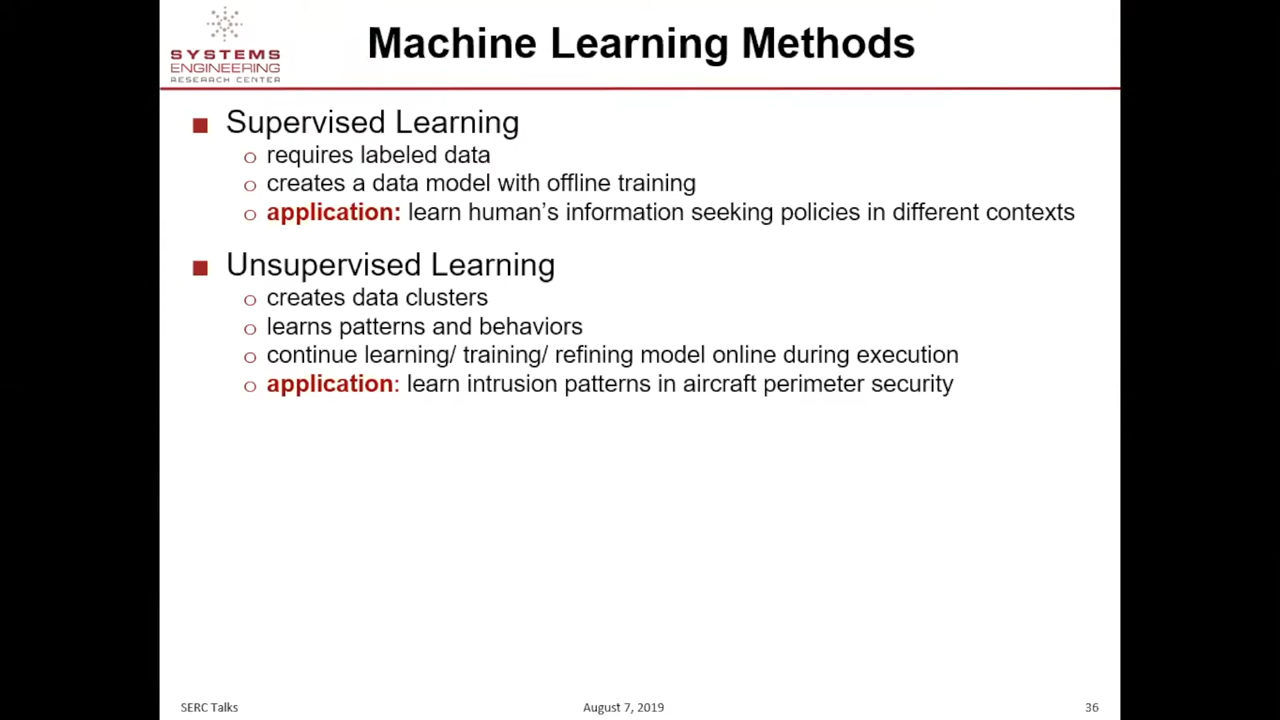 SYSTEMS
ENGINEERING
RESEARCH CENTER
Machine Learning Methods
Supervised Learning
requires labeled data
creates a data model with offline training
application: learn human’s information seeking policies in different contexts
Unsupervised Learning
creates data clusters
learns patterns and behaviors
continue learning/ training/ refining model online during execution
application: learn intrusion patterns in aircraft perimeter security
SERC Talks
August 7, 2019
36